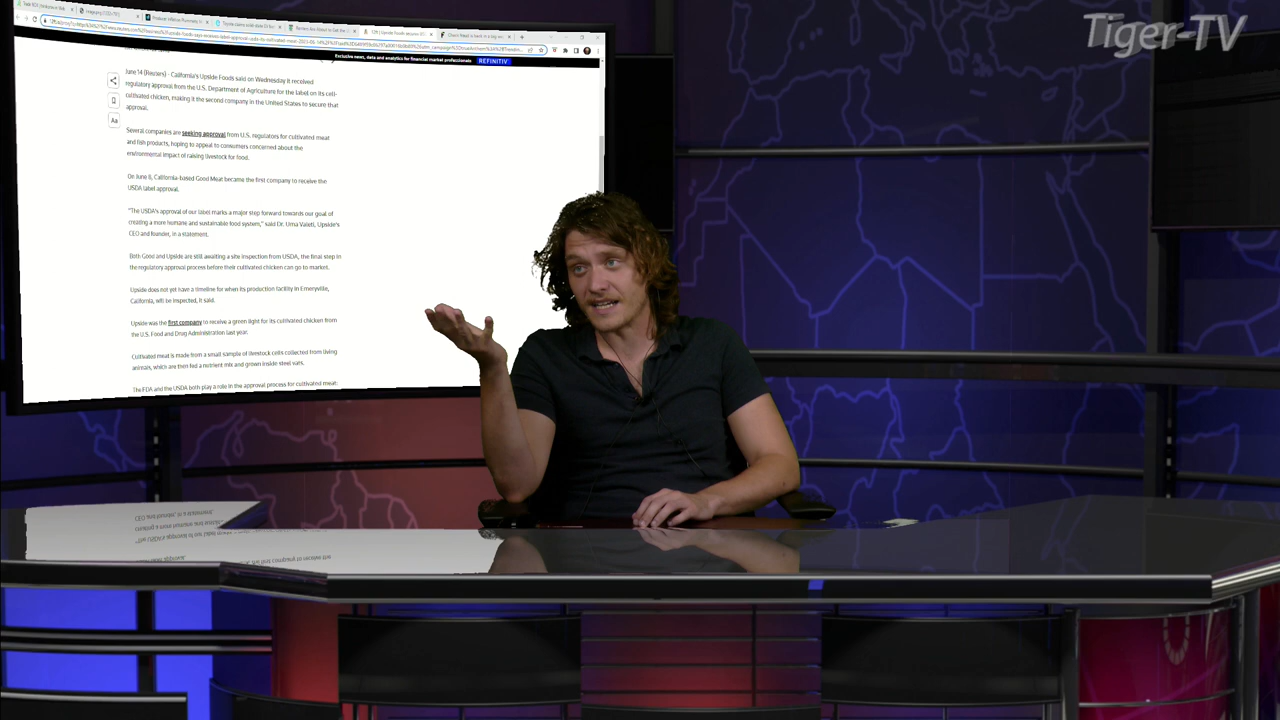 Exclusive news, data and analytics for financial market professionals REFINITIV
June 14 (Reuters) - California's Upside Foods said on Wednesday it received
regulatory approval from the U.S. Department of Agriculture for the label on its cell-
cultivated chicken, making it the second company in the United States to secure that
approval.
Aa
Several companies are seeking approval from U.S. regulators for cultivated meat
and fish products, hoping to appeal to consumers concerned about the
environmental impact of raising livestock for food.
On June 8, California-based Good Meat became the first company to receive the
USDA label approval.
"The USDA's approval of our label marks a major step forward towards our goal of
creating a more humane and sustainable food system," said Dr. Uma Valeti, Upside's
CEO and founder, in a statement.
Both Good and Upside are still awaiting a site inspection from USDA, the final step in
the regulatory approval process before their cultivated chicken can go to market.
Upside does not yet have a timeline for when its production facility in Emeryville,
California, will be inspected, it said.
Upside was the first company to receive a green light for its cultivated chicken from
the U.S. Food and Drug Administration last year.
Cultivated meat is made from a small sample of livestock cells collected from living
animals, which are then fed a nutrient mix and grown inside steel vats.
The FDA and the USDA both play a role in the approval process for cultivated meat: